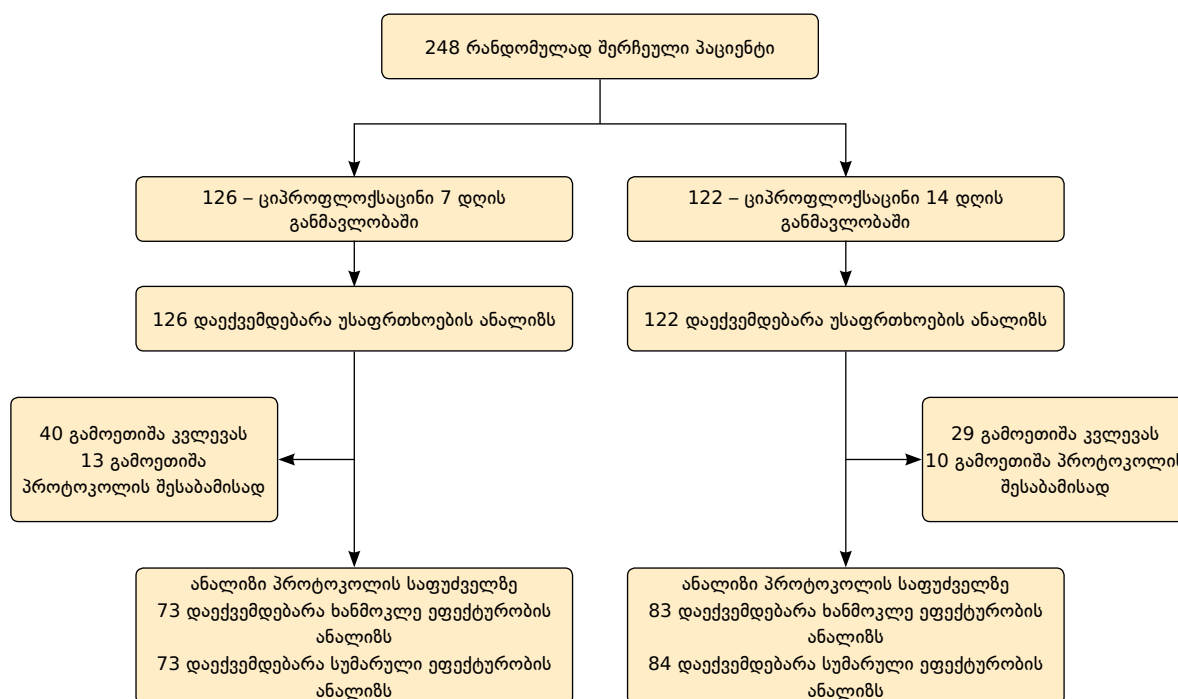 248 რანდომულად შერჩეული პაციენტი
126 – ციპროფლოქსაცინი 7 დღის
განმავლობაში
122 – ციპროფლოქსაცინი 14 დღის
განმავლობაში
126 დაექვემდებარა უსაფრთხოების ანალიზს
122 დაექვემდებარა უსაფრთხოების ანალიზს
40 გამოეთიშა კვლევას
13 გამოეთიშა
პროტოკოლის შესაბამისად
29 გამოეთიშა კვლევას
10 გამოეთიშა პროტოკოლის
შესაბამისად
ანალიზი პროტოკოლის საფუძველზე
73 დაექვემდებარა ხანმოკლე ეფექტურობის
ანალიზს
73 დაექვემდებარა სუმარული ეფექტურობის
ანალიზს
ანალიზი პროტოკოლის საფუძველზე
83 დაექვემდებარა ხანმოკლე ეფექტურობის
ანალიზს
84 დაექვემდებარა სუმარული ეფექტურობის
ანალიზს